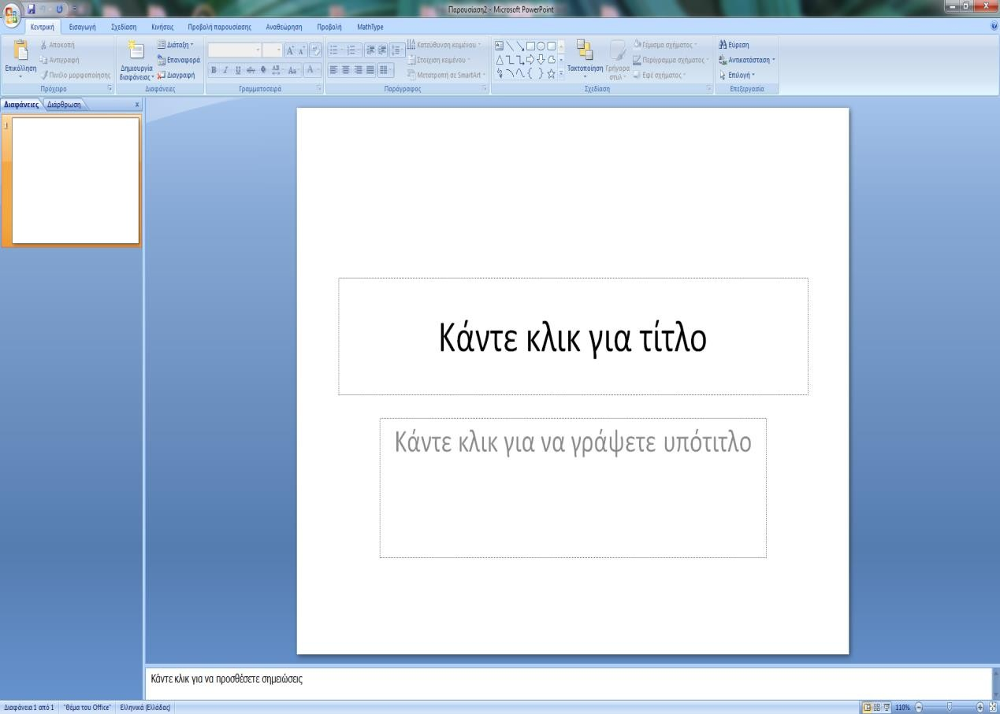 Παρουσίαση2 - Microsoft PowerPoint
Κεντρική Εισαγωγή Σχεδίαση Κινήσεις Προβολή παρουσίασης Αναθεώρηση Προβολή MathType
Επικόλληση
Αποκοπή
Αντιγραφή
Πινέλο μορφοποίησης
Πρόχειρο
Δημιουργία διαφάνειας
Διάταξη
Επαναφορά
Διαγραφή
Διαφάνειες
B I U abc S AV Aa A
Γραμματοσειρά
Κατεύθυνση κειμένου
Στοίχιση κειμένου
Μετατροπή σε SmartArt
Παράγραφος
Τακτοποίηση
Γρήγορα στυλ
Γέμισμα σχήματος
Περίγραμμα σχήματος
Εφέ σχήματος
Σχεδίαση
Εύρεση
Αντικατάσταση
Επιλογή
Επεξεργασία
Διαφάνειες Διάρθρωση x
1
Κάντε κλικ για τίτλο
Κάντε κλικ για να γράψετε υπότιτλο
Κάντε κλικ για να προσθέσετε σημειώσεις
Διαφάνεια 1 από 1 "Θέμα του Office" Ελληνικά (Ελλάδας) 110%